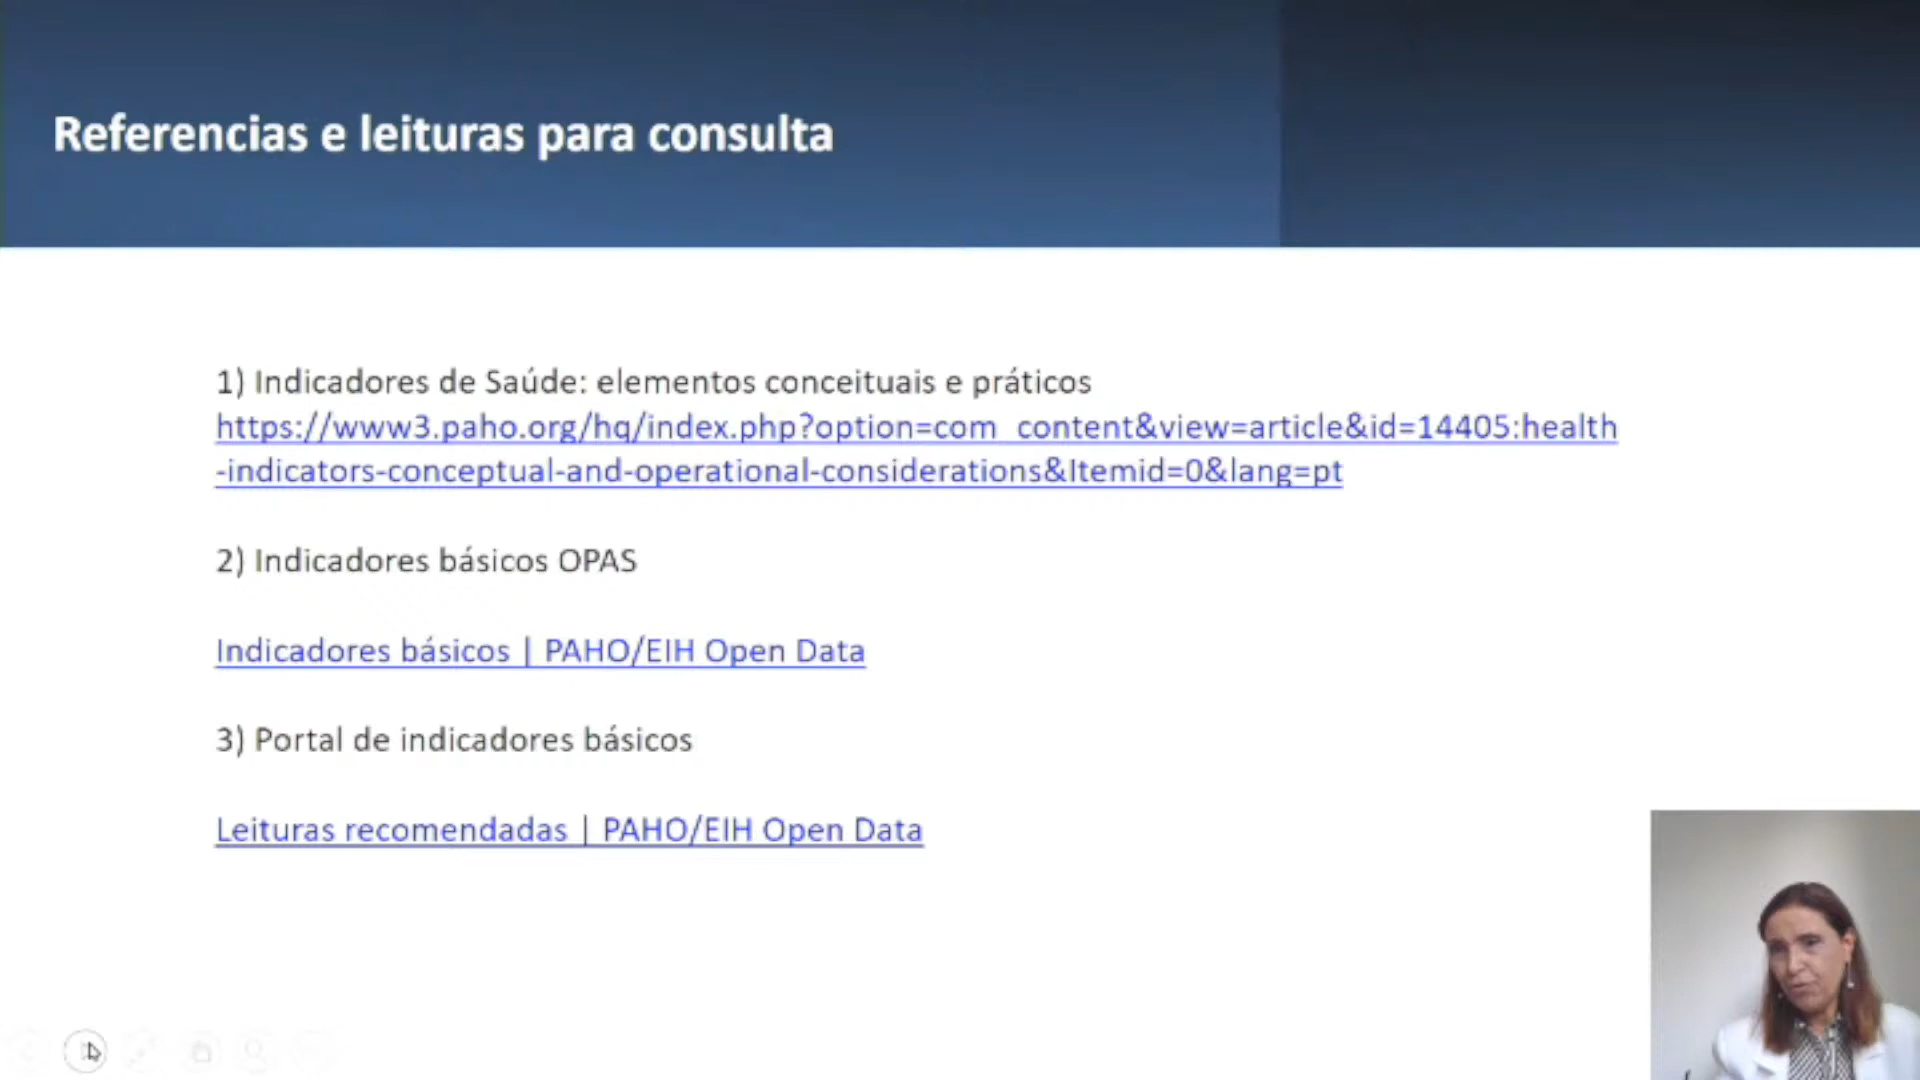 Referencias e leituras para consulta
1) Indicadores de Saúde: elementos conceituais e práticos
https://www3.paho.org/hq/index.php?option=com_content&view=article&id=14405:health
-indicators-conceptual-and-operational-considerations&Itemid=0&lang=pt
2) Indicadores básicos OPAS
Indicadores básicos | PAHO/EIH Open Data
3) Portal de indicadores básicos
Leituras recomendadas | PAHO/EIH Open Data